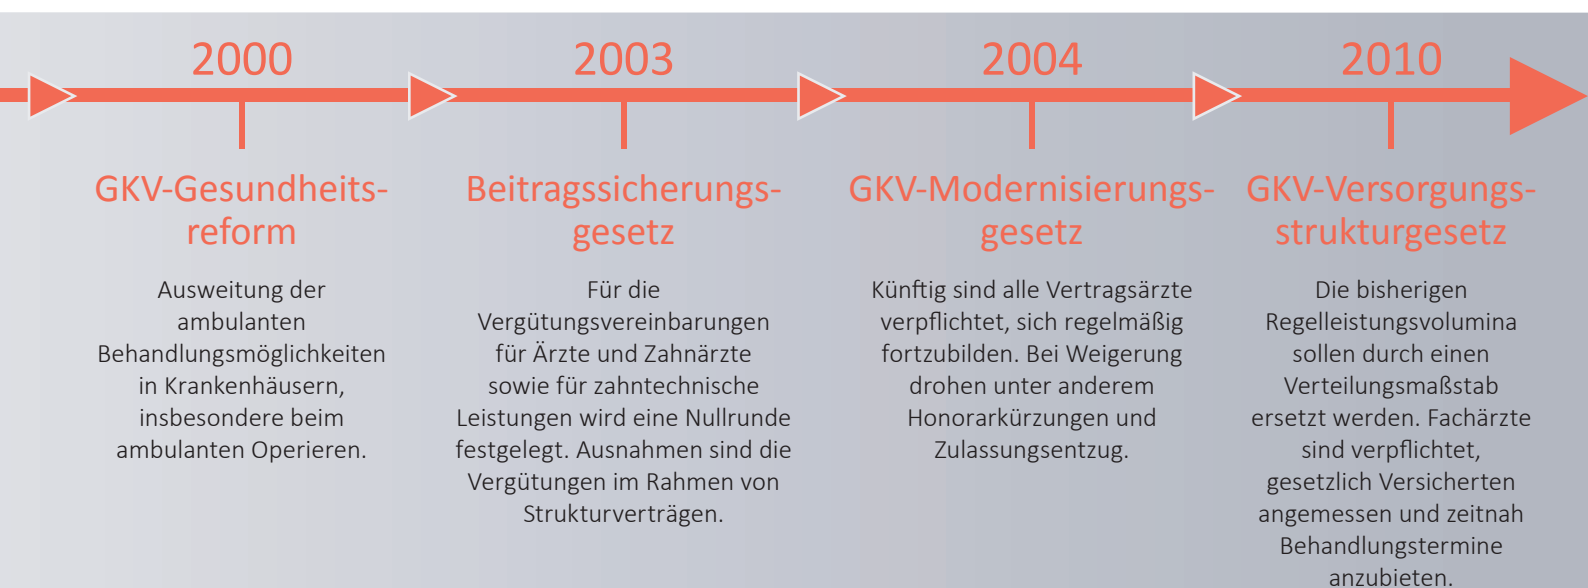 2000
GKV-Gesundheits-
reform
Ausweitung der
ambulanten
Behandlungsmöglichkeiten
in Krankenhäusern,
insbesondere beim
ambulanten Operieren.
2003
Beitragssicherungs-
gesetz
Für die
Vergütungsvereinbarungen
für Ärzte und Zahnärzte
sowie für zahntechnische
Leistungen wird eine Nullrunde
festgelegt. Ausnahmen sind die
Vergütungen im Rahmen von
Strukturverträgen.
2004
GKV-Modernisierungs-
gesetz
Künftig sind alle Vertragsärzte
verpflichtet, sich regelmäßig
fortzubilden. Bei Weigerung
drohen unter anderem
Honorarkürzungen und
Zulassungsentzug.
2010
GKV-Versorgungs-
strukturgesetz
Die bisherigen
Regelleistungsvolumina
sollen durch einen
Verteilungsmaßstab
ersetzt werden. Fachärzte
sind verpflichtet,
gesetzlich Versicherten
angemessen und zeitnah
Behandlungstermine
anzubieten.